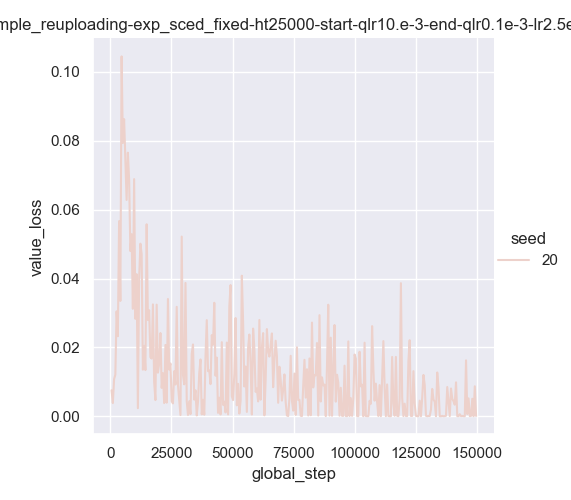 mple_reuploading-exp_sced_fixed-ht25000-start-qlr10.e-3-end-qlr0.1e-3-lr2.5e
0.10
0.08
0.06
0.04
0.02
0.00
value_loss
0 25000 50000 75000 100000 125000 150000
global_step
seed
20